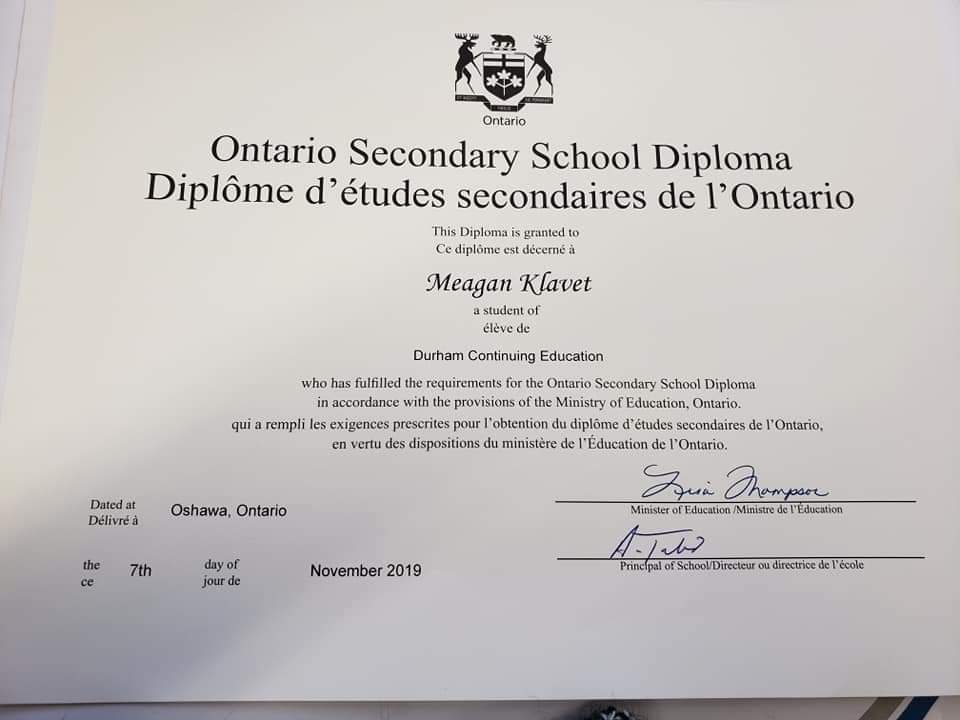 Ontario
Ontario Secondary School Diploma
Diplôme d'études secondaires de l'Ontario
This Diploma is granted to
Ce diplôme est décerné à
Meagan Klavet
a student of
élève de
Durham Continuing Education
who has fulfilled the requirements for the Ontario Secondary School Diploma
in accordance with the provisions of the Ministry of Education, Ontario.
qui a rempli les exigences prescrites pour l'obtention du diplôme d'études secondaires de l'Ontario,
en vertu des dispositions du ministère de l'Éducation de l'Ontario.
Lisa Thompson
Minister of Education /Ministre de l'Éducation
Dated at
Délivré à
Oshawa, Ontario
Principal of School/Directeur ou directrice de l'école
the
ce
7th
day of
jour de
November 2019